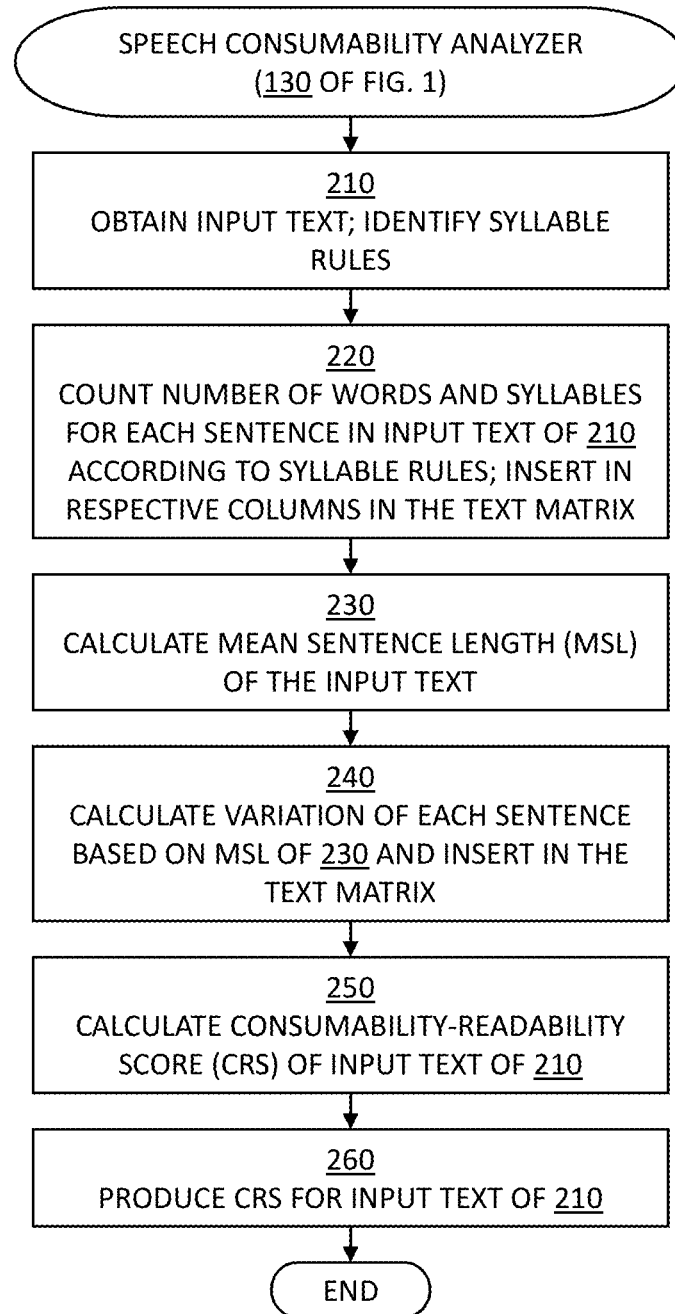 SPEECH CONSUMABILITY ANALYZER
(130 OF FIG. 1)
210
OBTAIN INPUT TEXT; IDENTIFY SYLLABLE
RULES
220
COUNT NUMBER OF WORDS AND SYLLABLES
FOR EACH SENTENCE IN INPUT TEXT OF 210
ACCORDING TO SYLLABLE RULES; INSERT IN
RESPECTIVE COLUMNS IN THE TEXT MATRIX
230
CALCULATE MEAN SENTENCE LENGTH (MSL)
OF THE INPUT TEXT
240
CALCULATE VARIATION OF EACH SENTENCE
BASED ON MSL OF 230 AND INSERT IN THE
TEXT MATRIX
250
CALCULATE CONSUMABILITY-READABILITY
SCORE (CRS) OF INPUT TEXT OF 210
260
PRODUCE CRS FOR INPUT TEXT OF 210
END